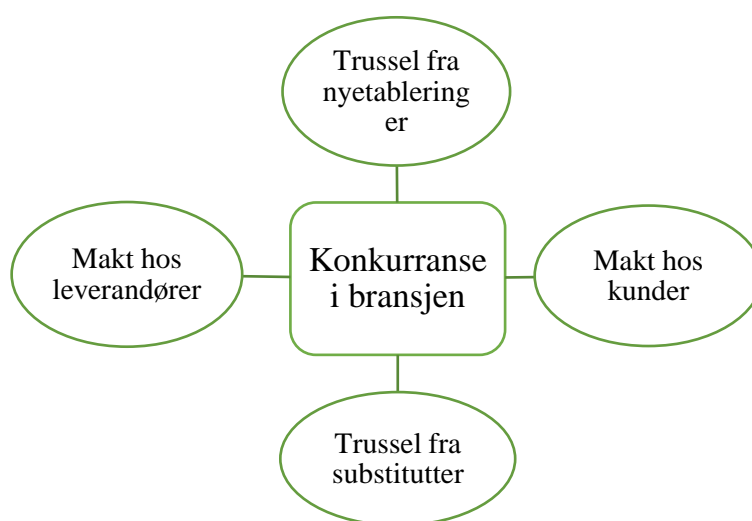 Trussel fra
nyetablering
er
Makt hos
leverandører
Konkurranse
i bransjen
Makt hos
kunder
Trussel fra
substitutter